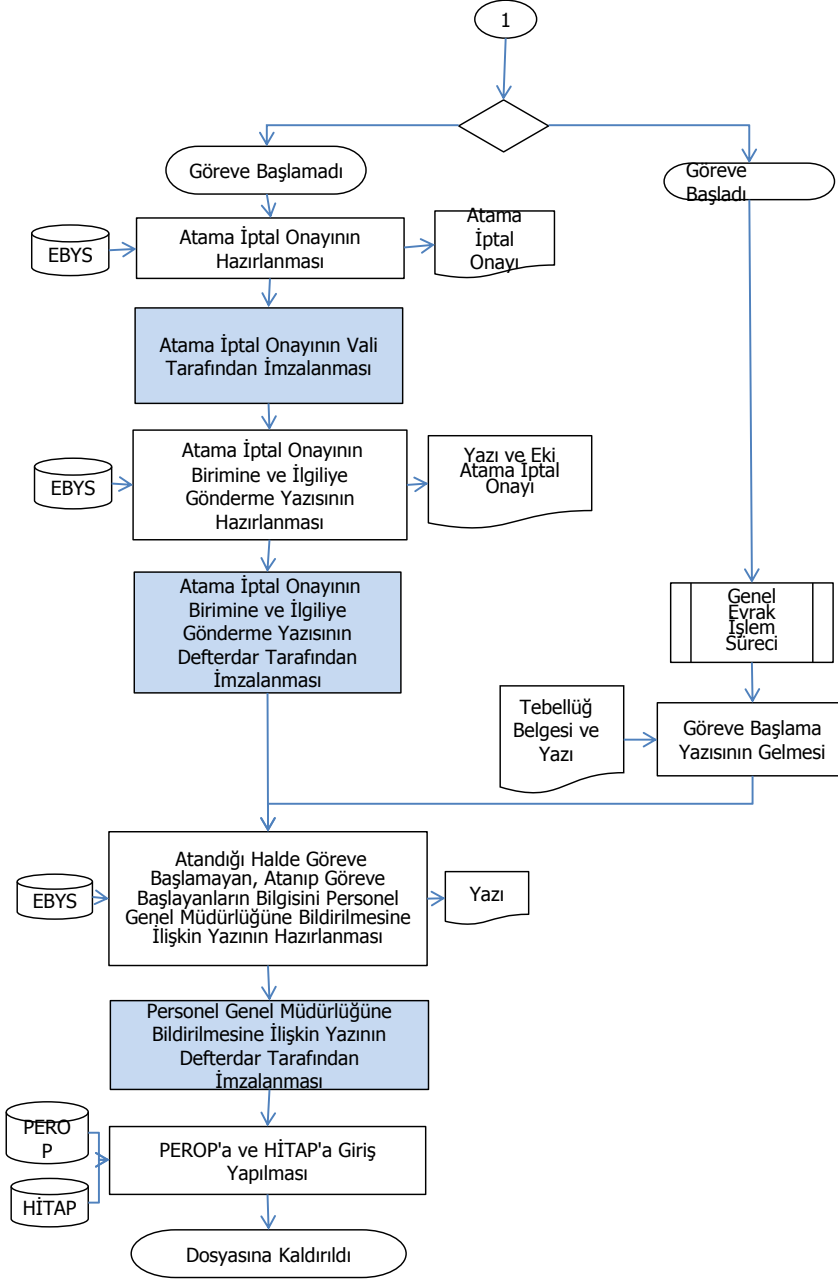 1
Göreve Başlamadı
Göreve
Başladı
EBYS
Atama İptal Onayının
Hazırlanması
Atama
İptal
Onayı
Atama İptal Onayının Vali
Tarafından İmzalanması
EBYS
Atama İptal Onayının
Birimine ve İlgiliye
Gönderme Yazısının
Hazırlanması
Yazı ve Eki
Atama İptal
Onayı
Atama İptal Onayının
Birimine ve İlgiliye
Gönderme Yazısının
Defterdar Tarafından
İmzalanması
Genel
Evrak
İşlem
Süreci
Tebellüğ
Belgesi ve
Yazı
Göreve Başlama
Yazısının Gelmesi
EBYS
Atandığı Halde Göreve
Başlamayan, Atanıp Göreve
Başlayanların Bilgisini Personel
Genel Müdürlüğüne Bildirilmesine
İlişkin Yazının Hazırlanması
Yazı
Personel Genel Müdürlüğüne
Bildirilmesine İlişkin Yazının
Defterdar Tarafından
İmzalanması
PERO
P
HİTAP
PEROP'a ve HİTAP'a Giriş
Yapılması
Dosyasına Kaldırıldı